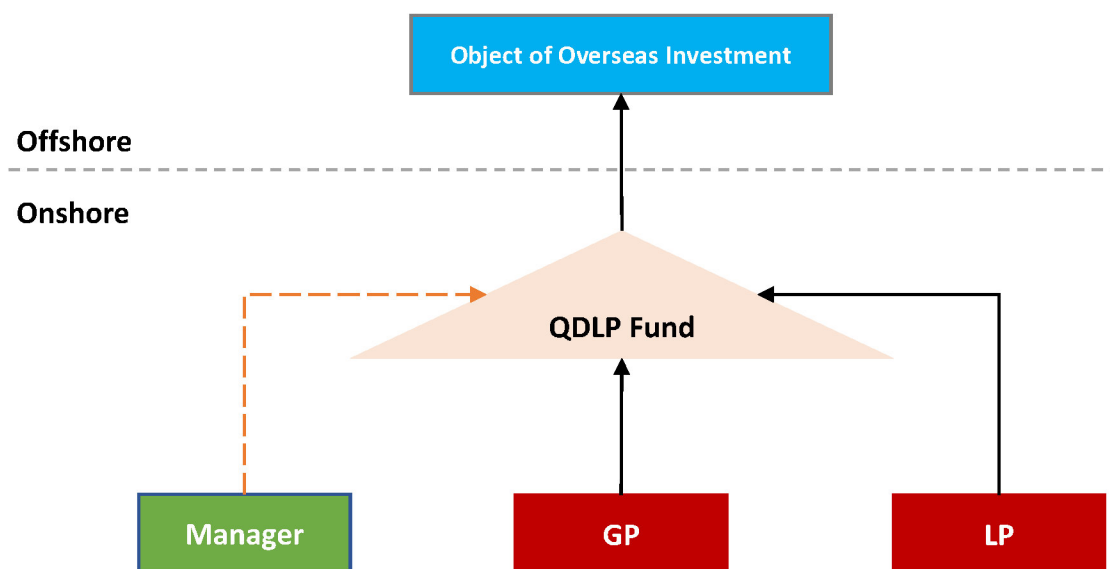 Object of Overseas Investment
Offshore
Onshore
QDLP Fund
Manager
GP
LP